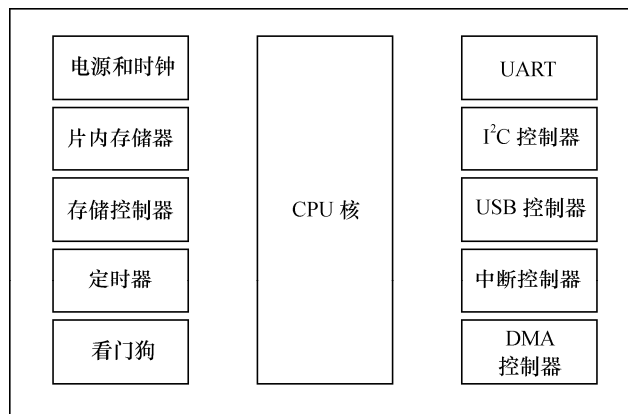 电源和时钟
片内存储器
存储控制器
定时器
看门狗
CPU 核
UART
I²C 控制器
USB 控制器
中断控制器
DMA
控制器